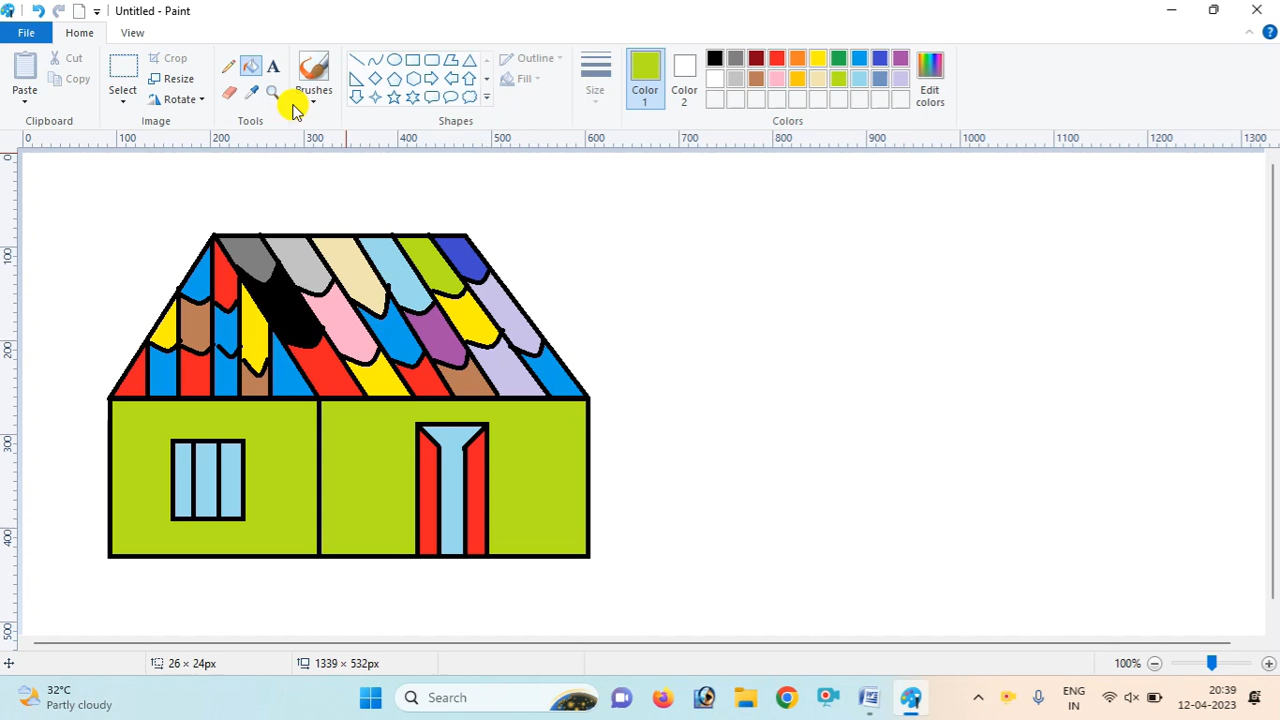 Untitled - Paint
File Home View
Paste
Cut
Copy
Clipboard
Select
Crop
Resize
Rotate
Image
A
Tools
Brushes
Shapes
Outline
Fill
Size
Color 1
Color 2
Edit colors
Colors
0 100 200 300 400 500 600 700 800 900 1000 1100 1200 1300
0
100
200
300
400
500
26 × 24px 1339 × 532px 100%
32°C
Partly cloudy
Search
ENG
IN
20:39
12-04-2023